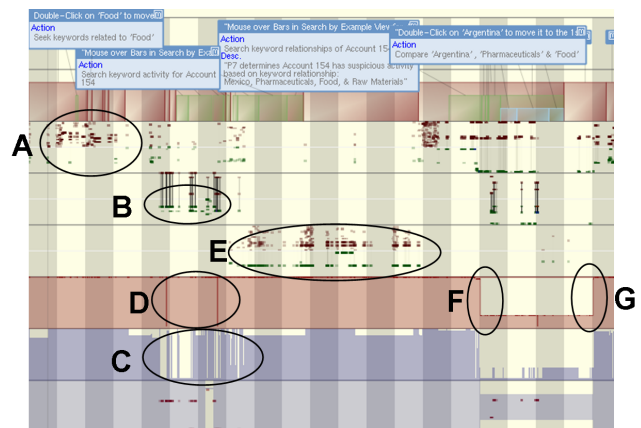 Double-Click on 'Food' to move
Action
Seek keywords related to 'Food'
"Mouse over Bars in Search by Exa
Action
Search keyword activity for Account
154
"Mouse over Bars in Search by Example View
Action
Search keyword relationships of Account 154
Desc.
"P7 determines Account 154 has suspicious activity
based on keyword relationship:
Mexico, Pharmaceuticals, Food, & Raw Materials"
"Double-Click on 'Argentina' to move it to the 1
Action
Compare 'Argentina' , 'Pharmaceuticals' & 'Food'
A
B
E
D
F
G
C